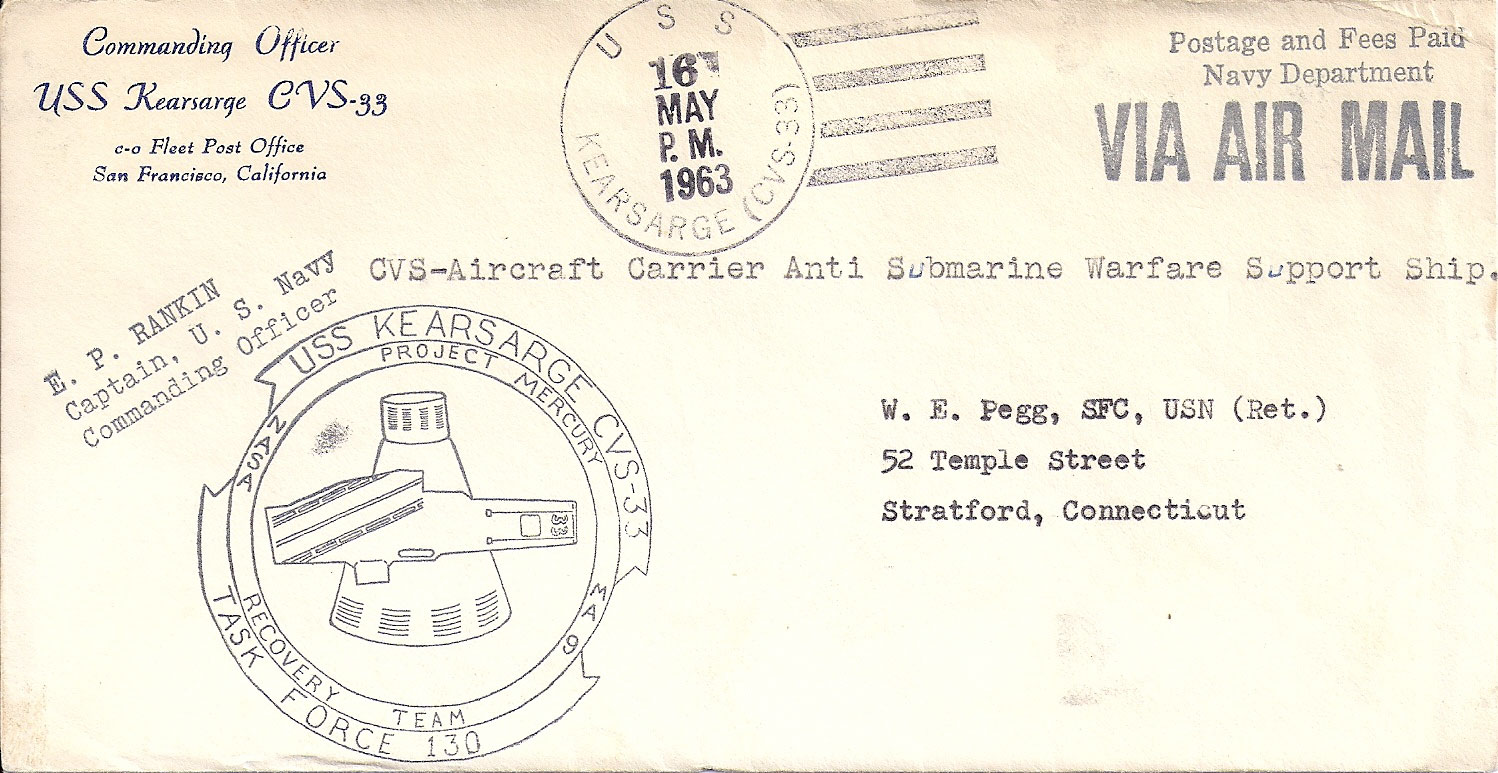 Commanding Officer
USS Kearsarge CVS-33
c-o Fleet Post Office
San Francisco, California
U S S
KEARSARGE (CVS-33)
16
MAY
P. M.
1963
Postage and Fees Paid
Navy Department
VIA AIR MAIL
CVS-Aircraft Carrier Anti Submarine Warfare Support Ship.
E. P. RANKIN
Captain, U. S. Navy
Commanding Officer
USS KEARSARGE CVS-33
PROJECT MERCURY
NASA
MA 9
33
RECOVERY TEAM
TASK FORCE 130
W. E. Pegg, SFC, USN (Ret.)
52 Temple Street
Stratford, Connecticut